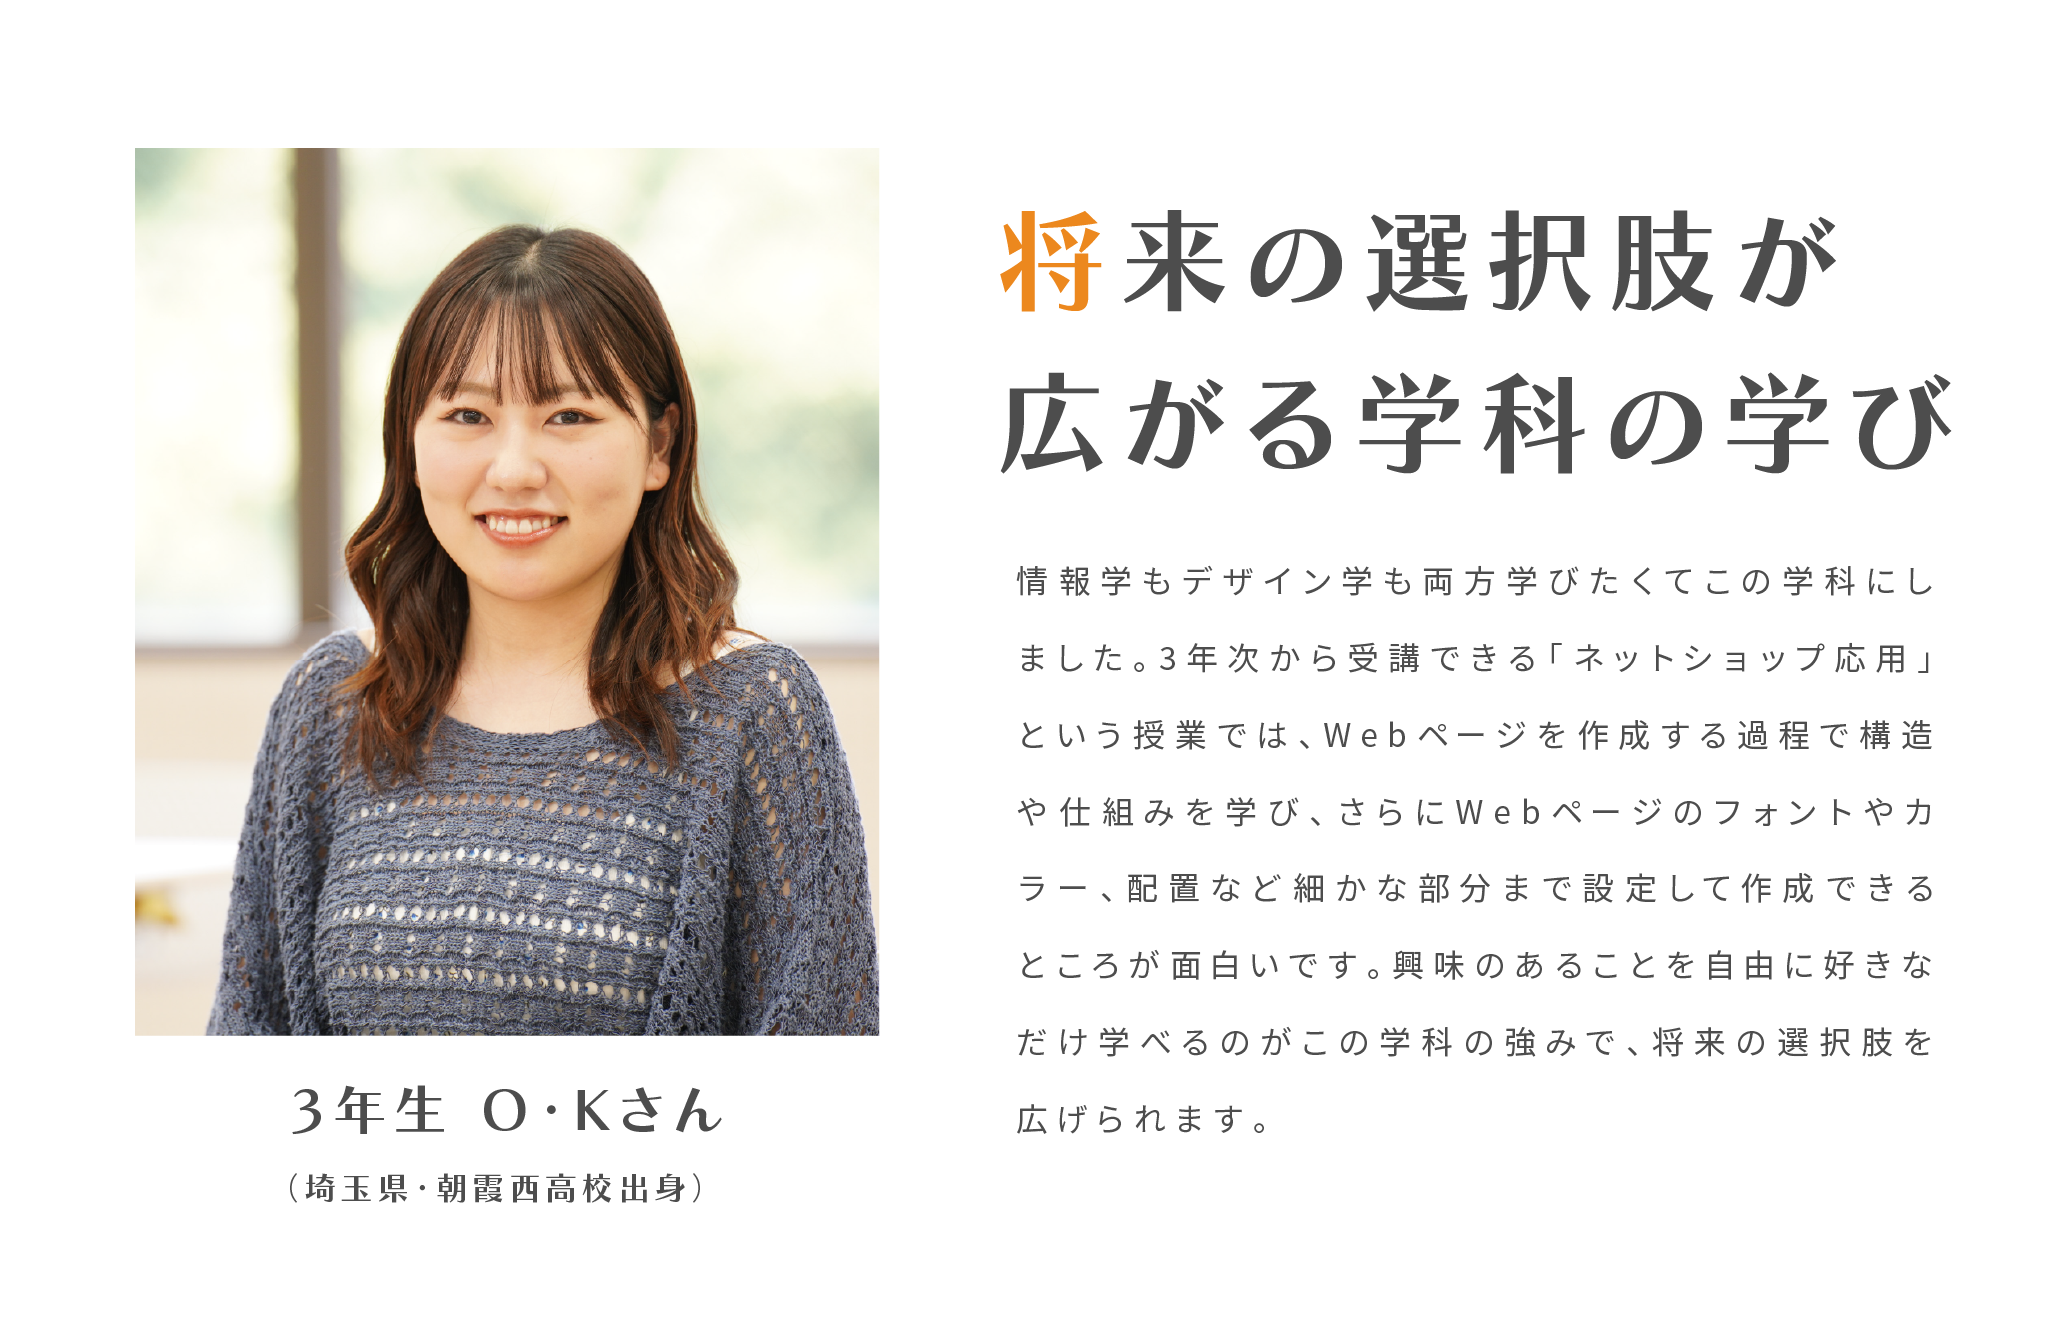 将来の選択肢が
広がる学科の学び
情報学もデザイン学も両方学びたくてこの学科にし
ました。3年次から受講できる「ネットショップ応用」
という授業では、Webページを作成する過程で構造
や仕組みを学び、さらにWebページのフォントやカ
ラー、配置など細かな部分まで設定して作成できる
ところが面白いです。興味のあることを自由に好きな
だけ学べるのがこの学科の強みで、将来の選択肢を
広げられます。
3年生 O・Kさん
（埼玉県・朝霞西高校出身）